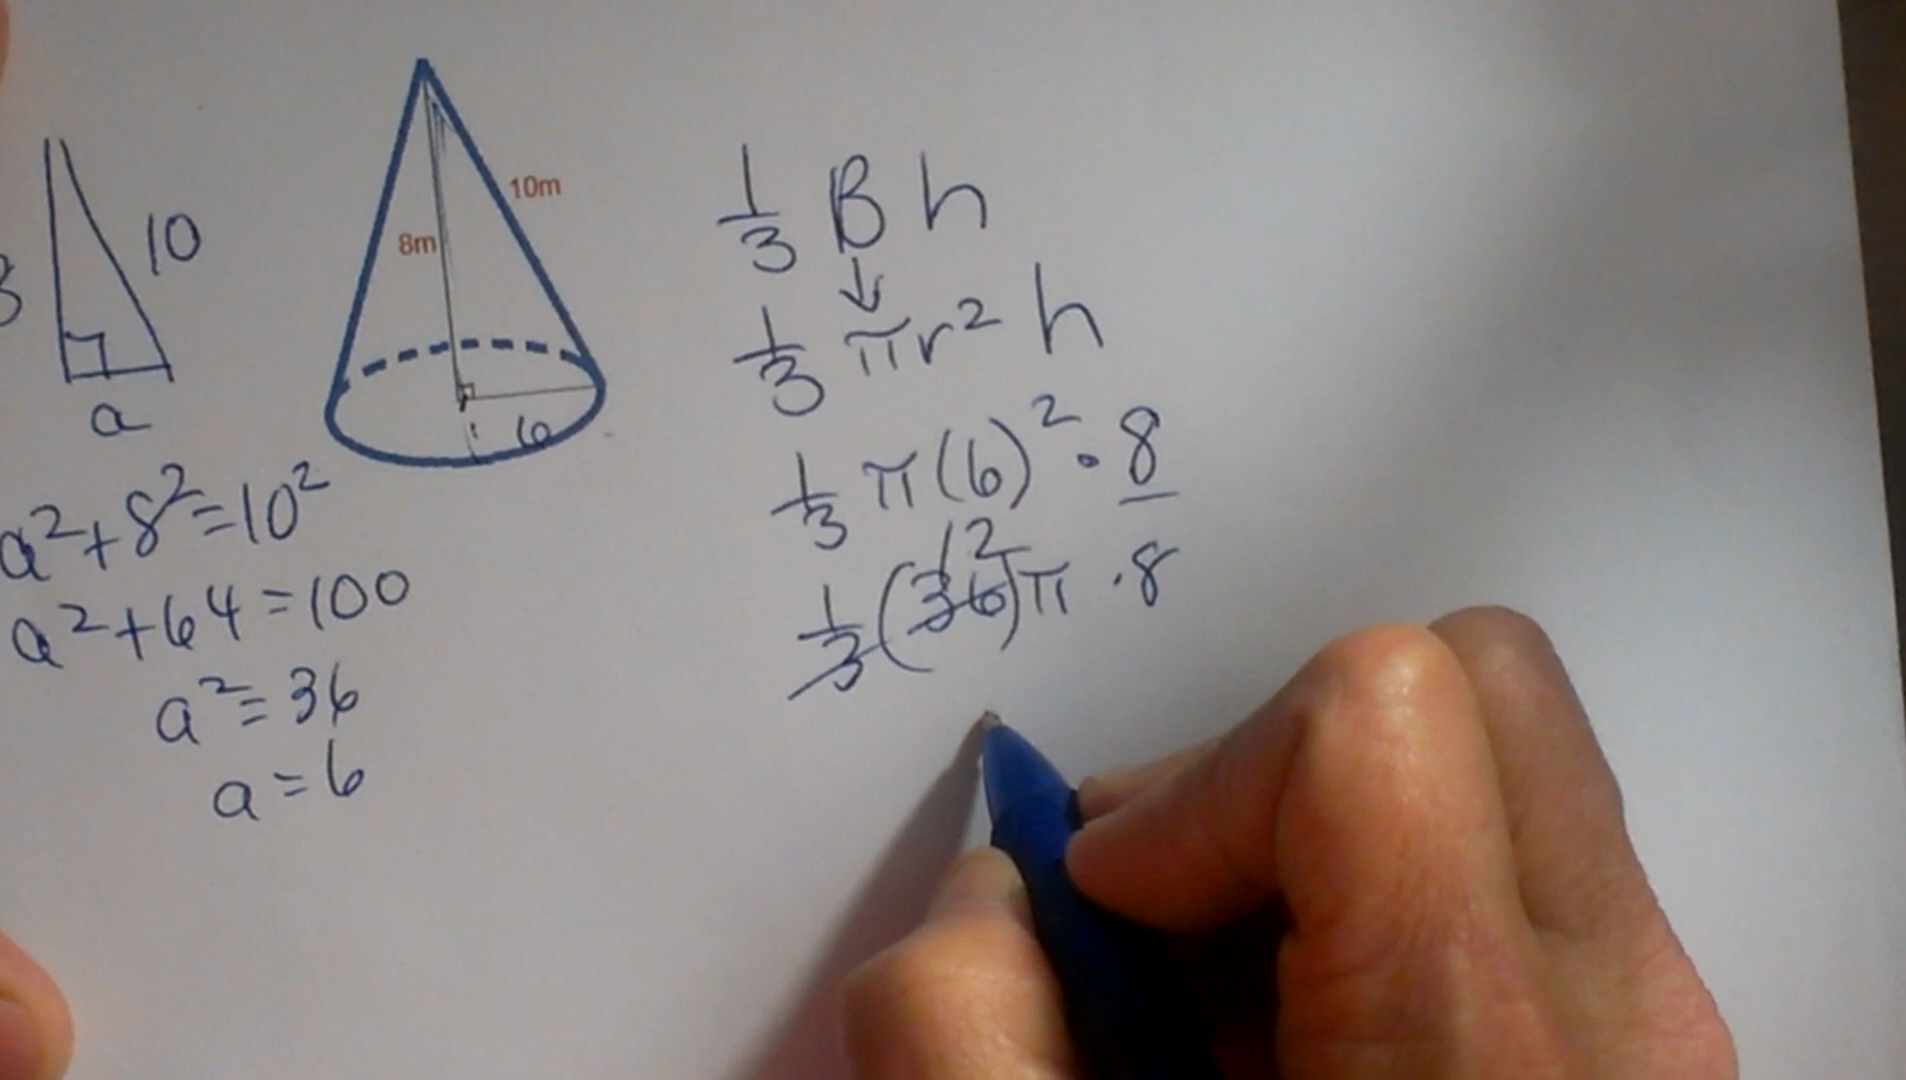 8
10
a
a²+8²=10²
a²+64=100
a²=36
a=6
10m
8m
6
1/3 B h
↓
1/3 πr² h
1/3 π(6)² · 8
12
1/3 (36)π · 8